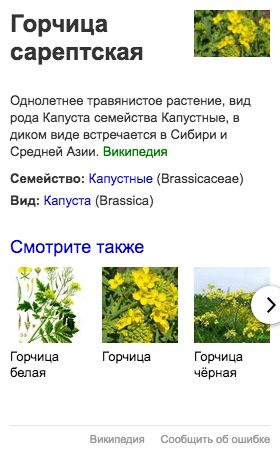 Горчица
сарептская
Однолетнее травянистое растение, вид
рода Капуста семейства Капустные, в
диком виде встречается в Сибири и
Средней Азии. Википедия
Семейство: Капустные (Brassicaceae)
Вид: Капуста (Brassica)
Смотрите также
Горчица белая
Горчица
Горчица чёрная
Википедия Сообщить об ошибке